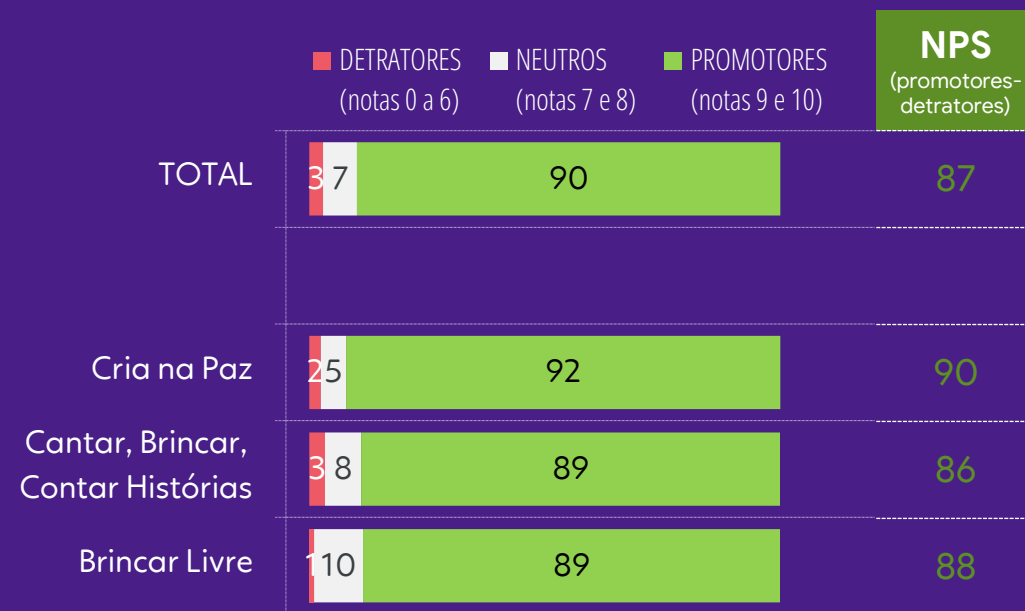 DETRATORES
(notas 0 a 6)
NEUTROS
(notas 7 e 8)
PROMOTORES
(notas 9 e 10)
NPS
(promotores-
detratores)
TOTAL
3 7 90 87
Cria na Paz
2 5 92 90
Cantar, Brincar,
Contar Histórias
3 8 89 86
Brincar Livre
1 10 89 88